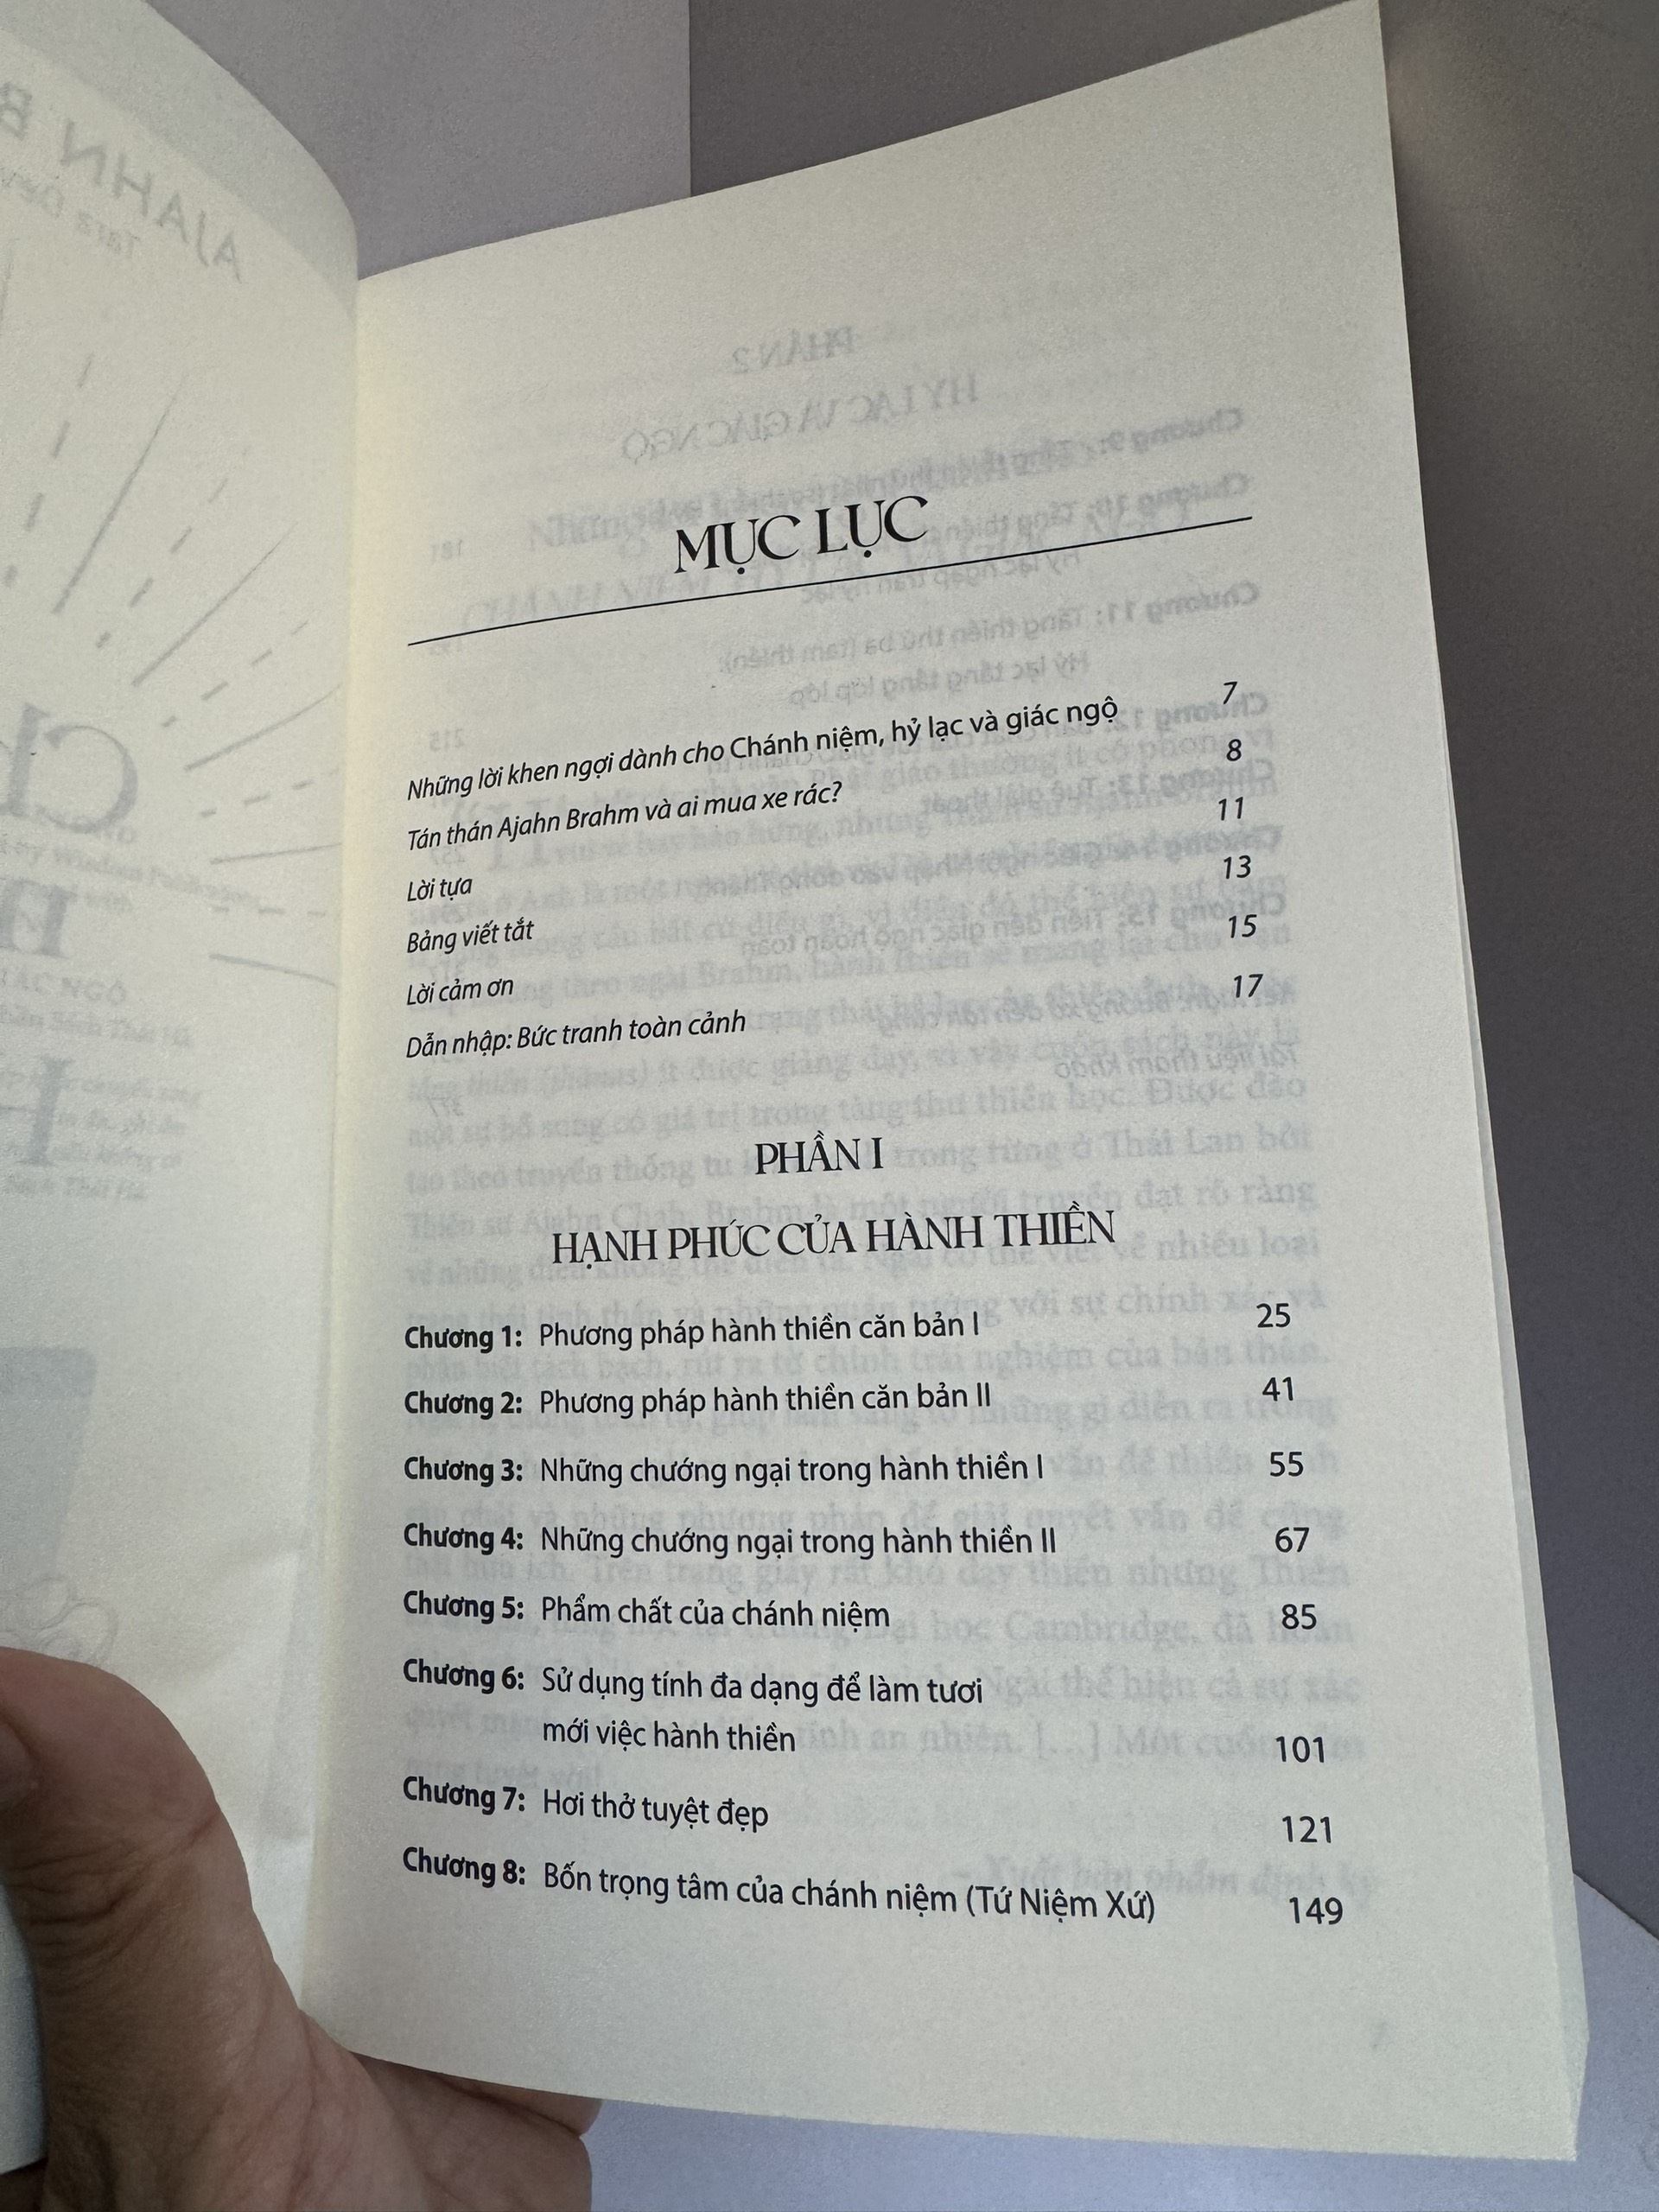 MỤC LỤC
Những lời khen ngợi dành cho Chánh niệm, hỷ lạc và giác ngộ 7
Tán thán Ajahn Brahm và ai mua xe rác? 8
Lời tựa 11
Bảng viết tắt 13
Lời cảm ơn 15
Dẫn nhập: Bức tranh toàn cảnh 17
PHẦN I
HẠNH PHÚC CỦA HÀNH THIỀN
Chương 1: Phương pháp hành thiền căn bản I 25
Chương 2: Phương pháp hành thiền căn bản II 41
Chương 3: Những chướng ngại trong hành thiền I 55
Chương 4: Những chướng ngại trong hành thiền II 67
Chương 5: Phẩm chất của chánh niệm 85
Chương 6: Sử dụng tính đa dạng để làm tươi
mới việc hành thiền 101
Chương 7: Hơi thở tuyệt đẹp 121
Chương 8: Bốn trọng tâm của chánh niệm (Tứ Niệm Xứ) 149